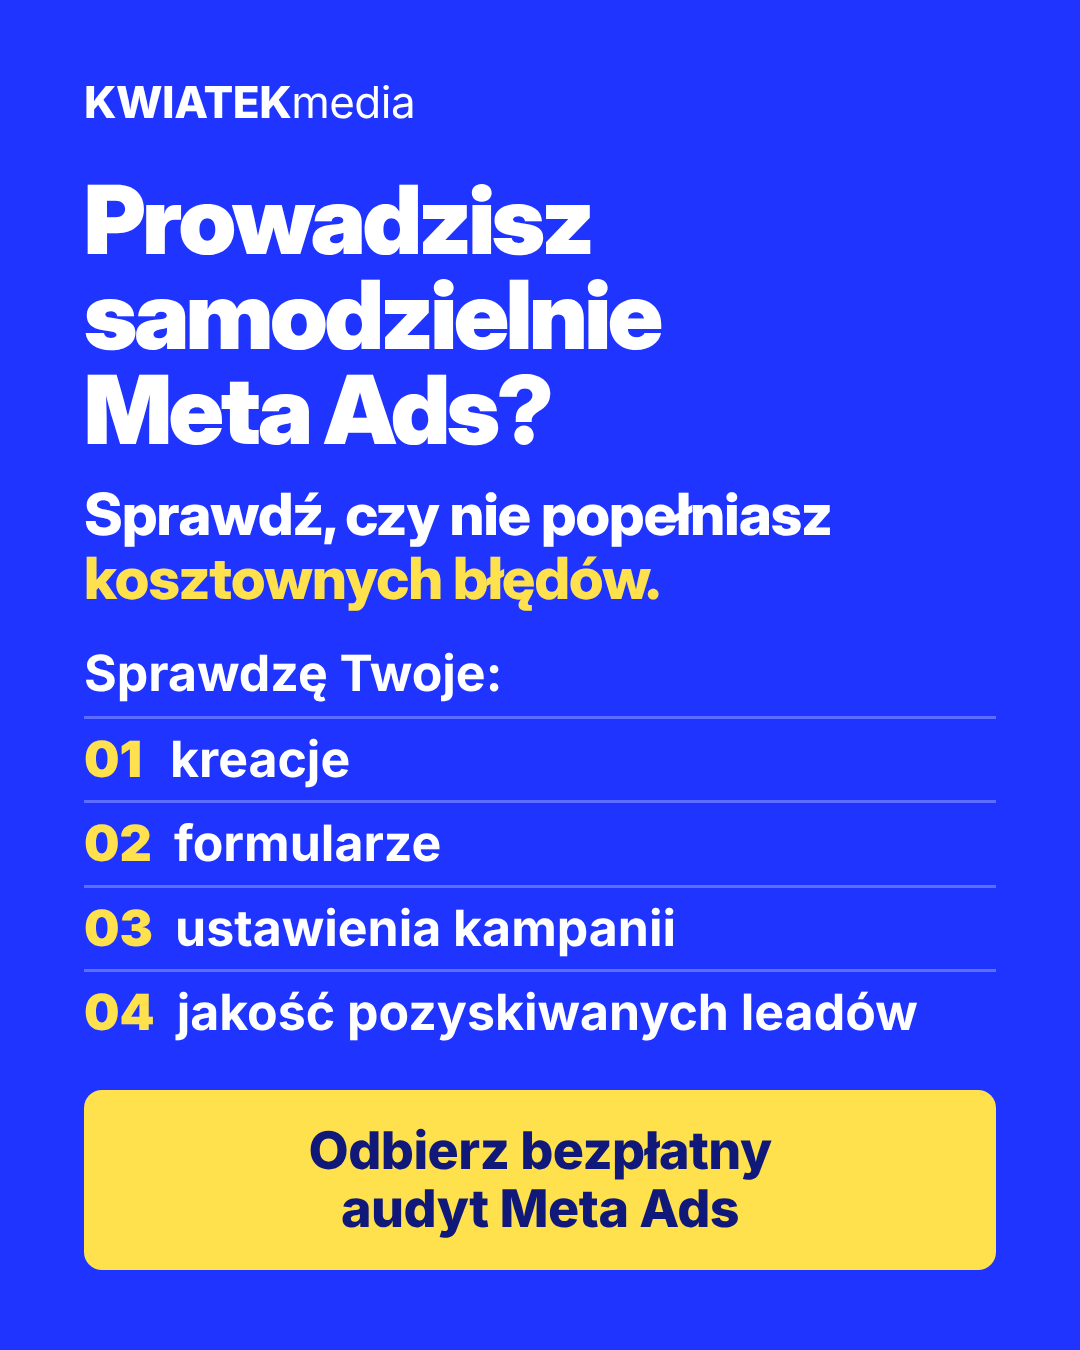 KWIATEKmedia
Prowadzisz
samodzielnie
Meta Ads?
Sprawdź, czy nie popełniasz
kosztownych błędów.
Sprawdzę Twoje:
01 kreacje
02 formularze
03 ustawienia kampanii
04 jakość pozyskiwanych leadów
Odbierz bezpłatny
audyt Meta Ads